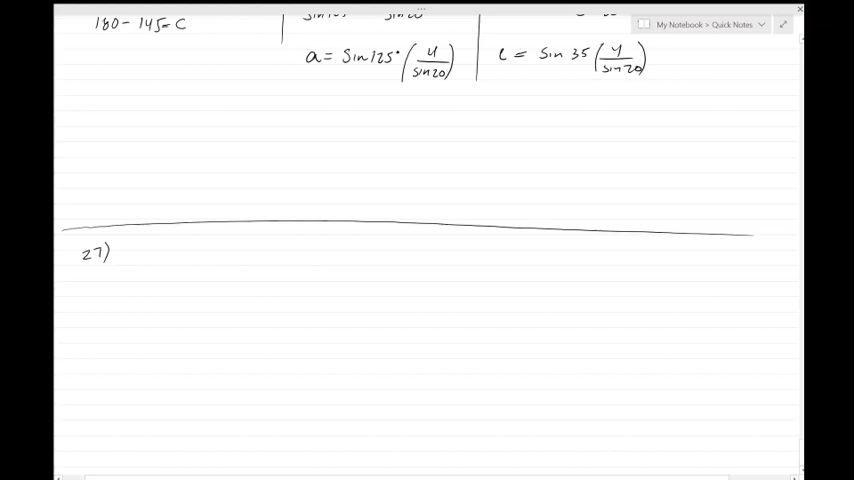 My Notebook > Quick Notes
180 - 145 = C
a = Sin 125° (4/sin 20)
c = Sin 35 (4/sin 20)
27)